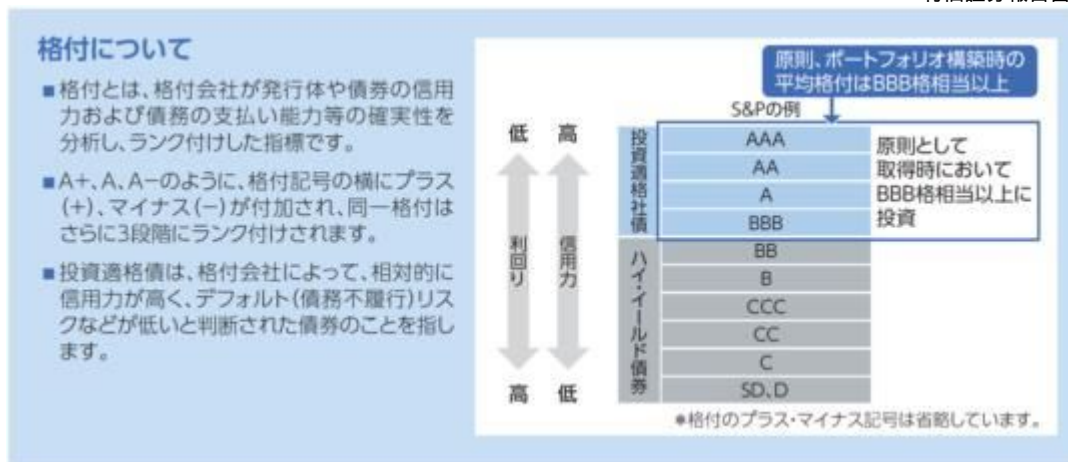 格付について
■格付とは、格付会社が発行体や債券の信用
力および債務の支払い能力等の確実性を
分析し、ランク付けした指標です。
■A+、A、A−のように、格付記号の横にプラス
(+)、マイナス(−)が付加され、同一格付は
さらに3段階にランク付けされます。
■投資適格債は、格付会社によって、相対的に
信用力が高く、デフォルト(債務不履行)リス
クなどが低いと判断された債券のことを指し
ます。
原則、ポートフォリオ構築時の
平均格付はBBB格相当以上
S&Pの例
低 高
利回り
信用力
高 低
投資適格社債
AAA
AA
A
BBB
原則として
取得時において
BBB格相当以上に
投資
ハイ・イールド債券
BB
B
CCC
CC
C
SD、D
*格付のプラス・マイナス記号は省略しています。